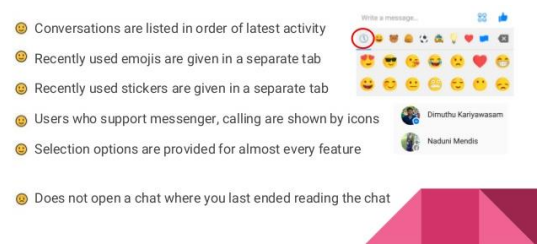 Conversations are listed in order of latest activity
Recently used emojis are given in a separate tab
Recently used stickers are given in a separate tab
Users who support messenger, calling are shown by icons
Selection options are provided for almost every feature
Does not open a chat where you last ended reading the chat
Write a message...
Dimuthu Kariyawasam
Naduni Mendis